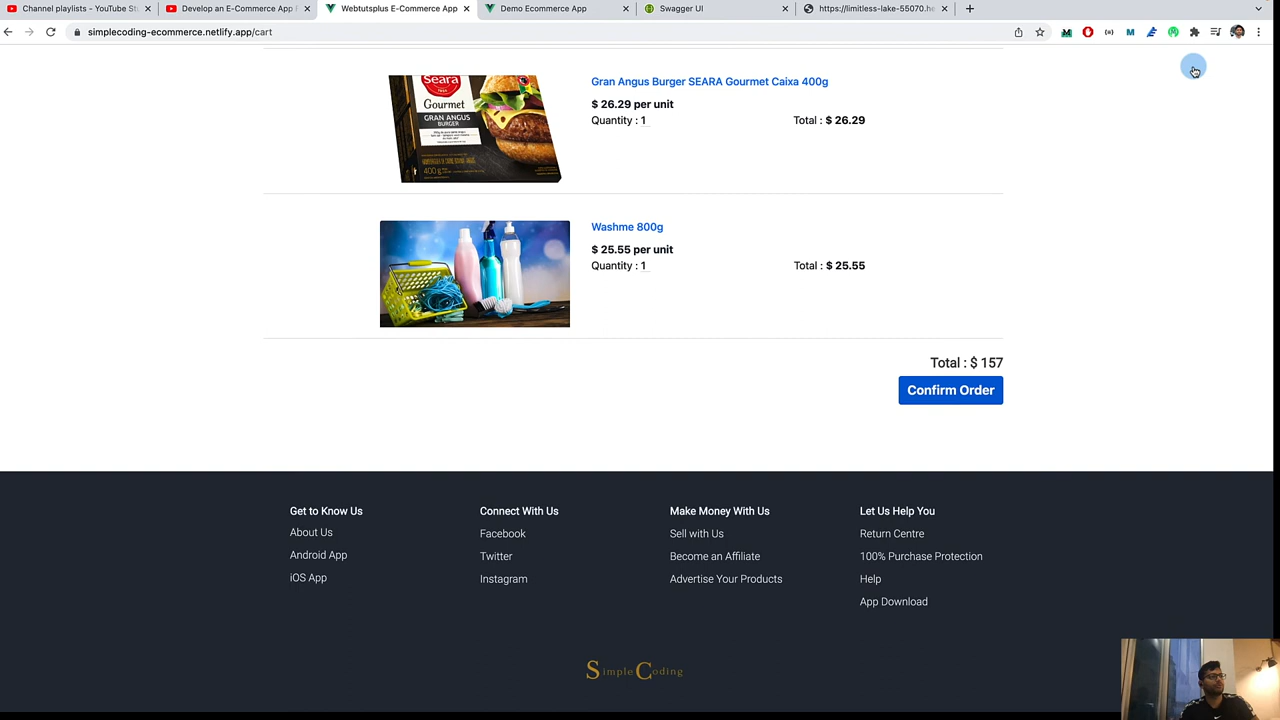 Channel playlists - YouTube St
Develop an E-Commerce App F
Webtutsplus E-Commerce App
Demo Ecommerce App
Swagger UI
https://limitless-lake-55070.he
simplecoding-ecommerce.netlify.app/cart
Seara
Gourmet
GRAN ANGUS
BURGER
400g
Gran Angus Burger SEARA Gourmet Caixa 400g
$ 26.29 per unit
Quantity : 1 Total : $ 26.29
Washme 800g
$ 25.55 per unit
Quantity : 1 Total : $ 25.55
Total : $ 157
Confirm Order
Get to Know Us
About Us
Android App
iOS App
Connect With Us
Facebook
Twitter
Instagram
Make Money With Us
Sell with Us
Become an Affiliate
Advertise Your Products
Let Us Help You
Return Centre
100% Purchase Protection
Help
App Download
Simple Coding